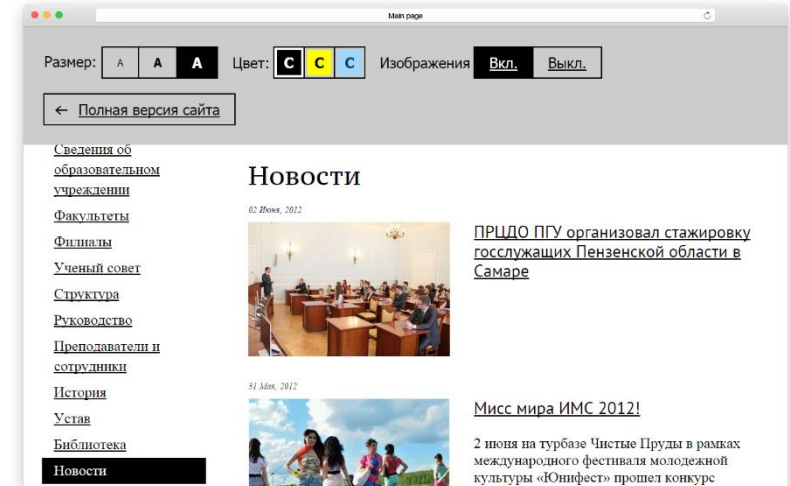 Main page
Размер: A A A Цвет: C C C Изображения Вкл. Выкл.
← Полная версия сайта
Сведения об
образовательном
учреждении
Факультеты
Филиалы
Ученый совет
Структура
Руководство
Преподаватели и
сотрудники
История
Устав
Библиотека
Новости
Новости
02 Июня, 2012
ПРЦДО ПГУ организовал стажировку
госслужащих Пензенской области в
Самаре
31 Мая, 2012
Мисс мира ИМС 2012!
2 июня на турбазе Чистые Пруды в рамках
международного фестиваля молодежной
культуры «Юнифест» прошел конкурс